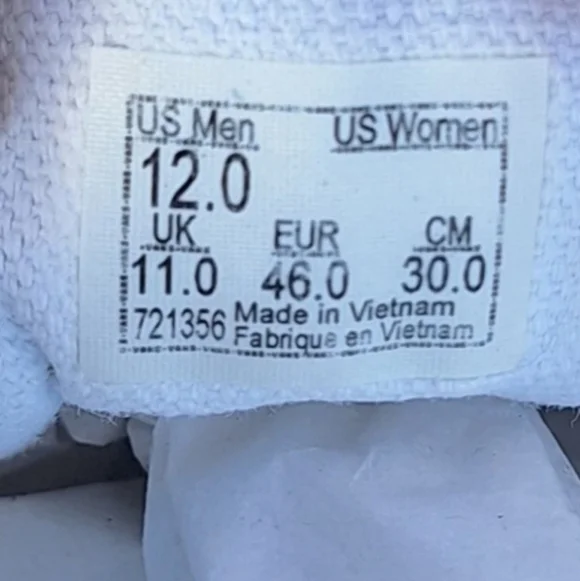 US Men US Women
12.0
UK EUR CM
11.0 46.0 30.0
721356 Made in Vietnam
Fabrique en Vietnam